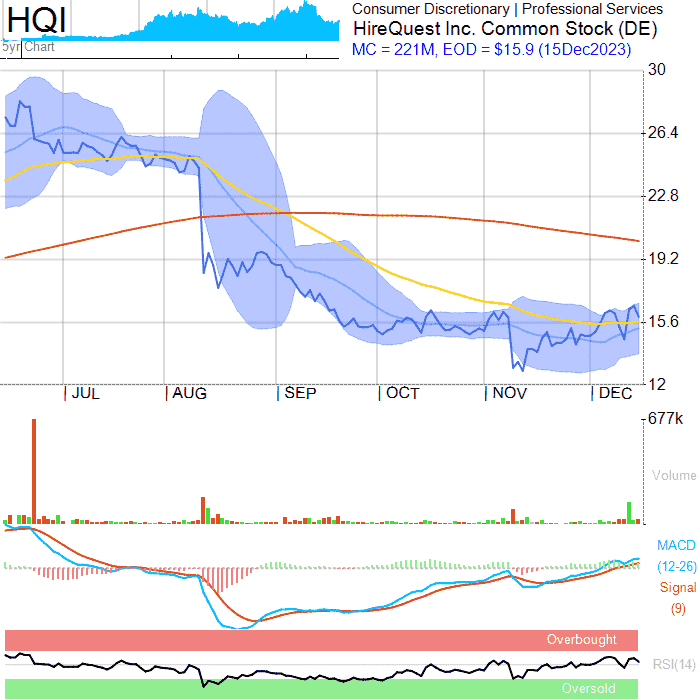 HQI
5yr Chart
Consumer Discretionary | Professional Services
HireQuest Inc. Common Stock (DE)
MC = 221M, EOD = $15.9 (15Dec2023)
30
26.4
22.8
19.2
15.6
12
| JUL | AUG | SEP | OCT | NOV | DEC
677k
Volume
MACD
(12-26)
Signal
(9)
Overbought
RSI(14)
Oversold